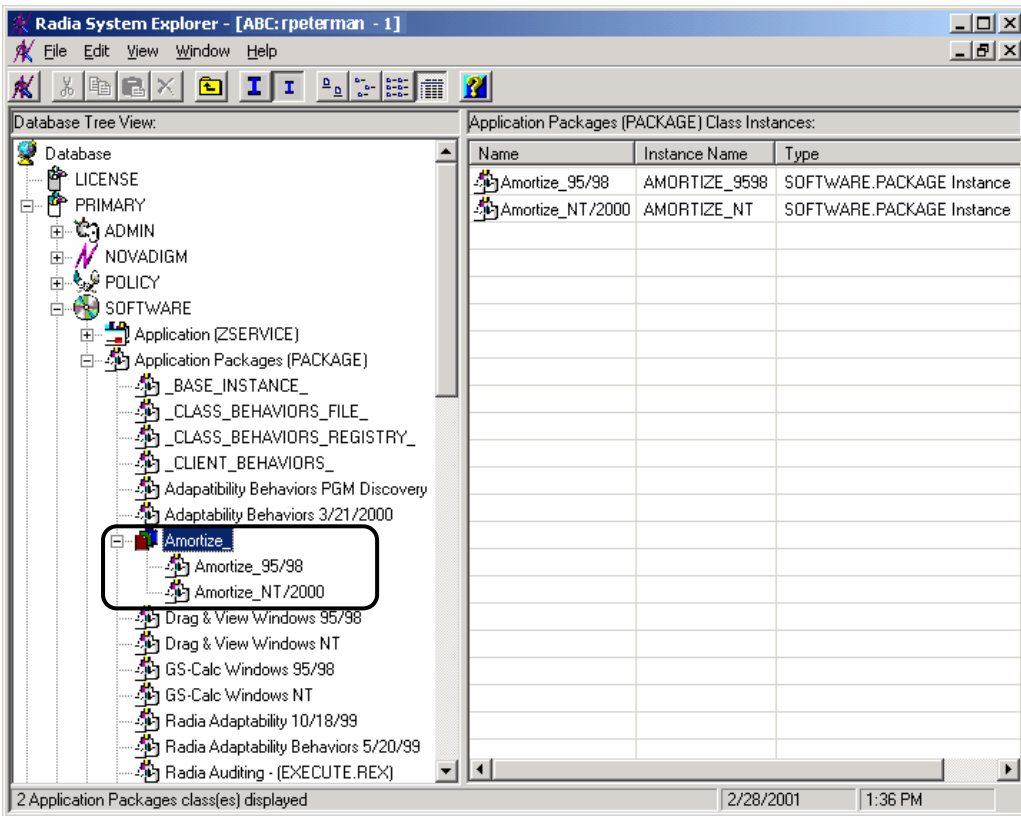 Radia System Explorer - [ABC: rpeterman - 1]
File Edit View Window Help
Database Tree View:
Database
LICENSE
PRIMARY
ADMIN
NOVADIGM
POLICY
SOFTWARE
Application (ZSERVICE)
Application Packages (PACKAGE)
_BASE_INSTANCE_
_CLASS_BEHAVIORS_FILE_
_CLASS_BEHAVIORS_REGISTRY_
_CLIENT_BEHAVIORS_
Adapatibility Behaviors PGM Discovery
Adaptability Behaviors 3/21/2000
Amortize_
Amortize_95/98
Amortize_NT/2000
Drag & View Windows 95/98
Drag & View Windows NT
GS-Calc Windows 95/98
GS-Calc Windows NT
Radia Adaptability 10/18/99
Radia Adaptability Behaviors 5/20/99
Radia Auditing - (EXECUTE.REX)
Application Packages (PACKAGE) Class Instances:
Name Instance Name Type
Amortize_95/98 AMORTIZE_9598 SOFTWARE.PACKAGE Instance
Amortize_NT/2000 AMORTIZE_NT SOFTWARE.PACKAGE Instance
2 Application Packages class(es) displayed 2/28/2001 1:36 PM